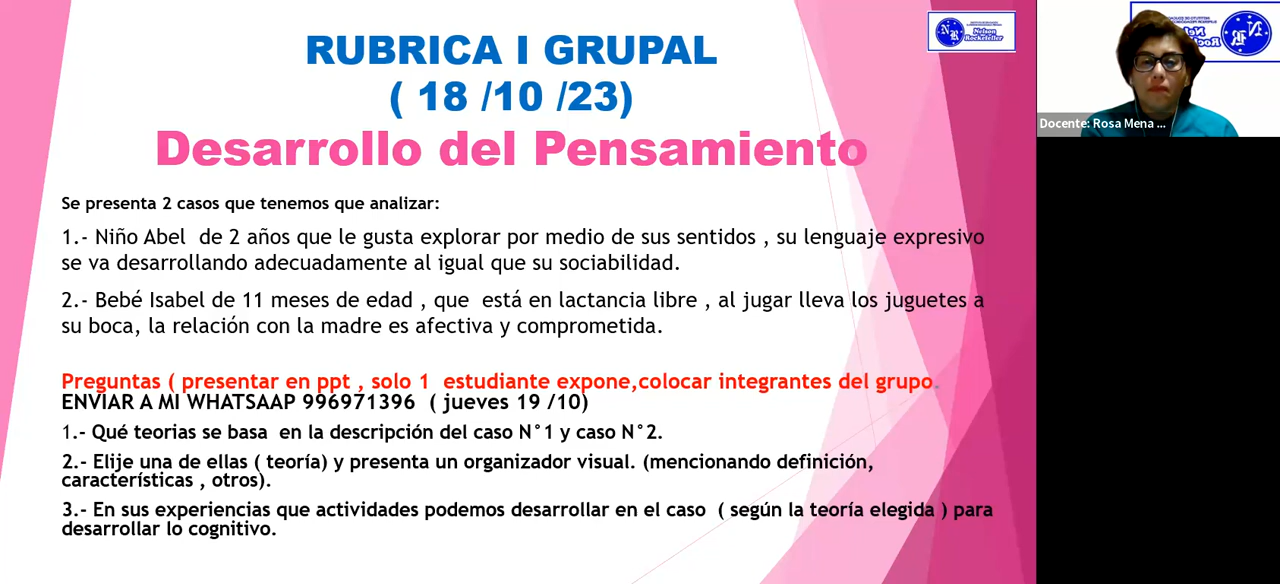 RUBRICA I GRUPAL
( 18 /10 /23)
Desarrollo del Pensamiento
Se presenta 2 casos que tenemos que analizar:
1.- Niño Abel de 2 años que le gusta explorar por medio de sus sentidos , su lenguaje expresivo
se va desarrollando adecuadamente al igual que su sociabilidad.
2.- Bebé Isabel de 11 meses de edad , que está en lactancia libre , al jugar lleva los juguetes a
su boca, la relación con la madre es afectiva y comprometida.
Preguntas ( presentar en ppt , solo 1 estudiante expone,colocar integrantes del grupo.
ENVIAR A MI WHATSAAP 996971396 ( jueves 19 /10)
1.- Qué teorias se basa en la descripción del caso N°1 y caso N°2.
2.- Elije una de ellas ( teoría) y presenta un organizador visual. (mencionando definición,
características , otros).
3.- En sus experiencias que actividades podemos desarrollar en el caso ( según la teoría elegida ) para
desarrollar lo cognitivo.
Nelson
Rockefeller
Docente: Rosa Mena ...